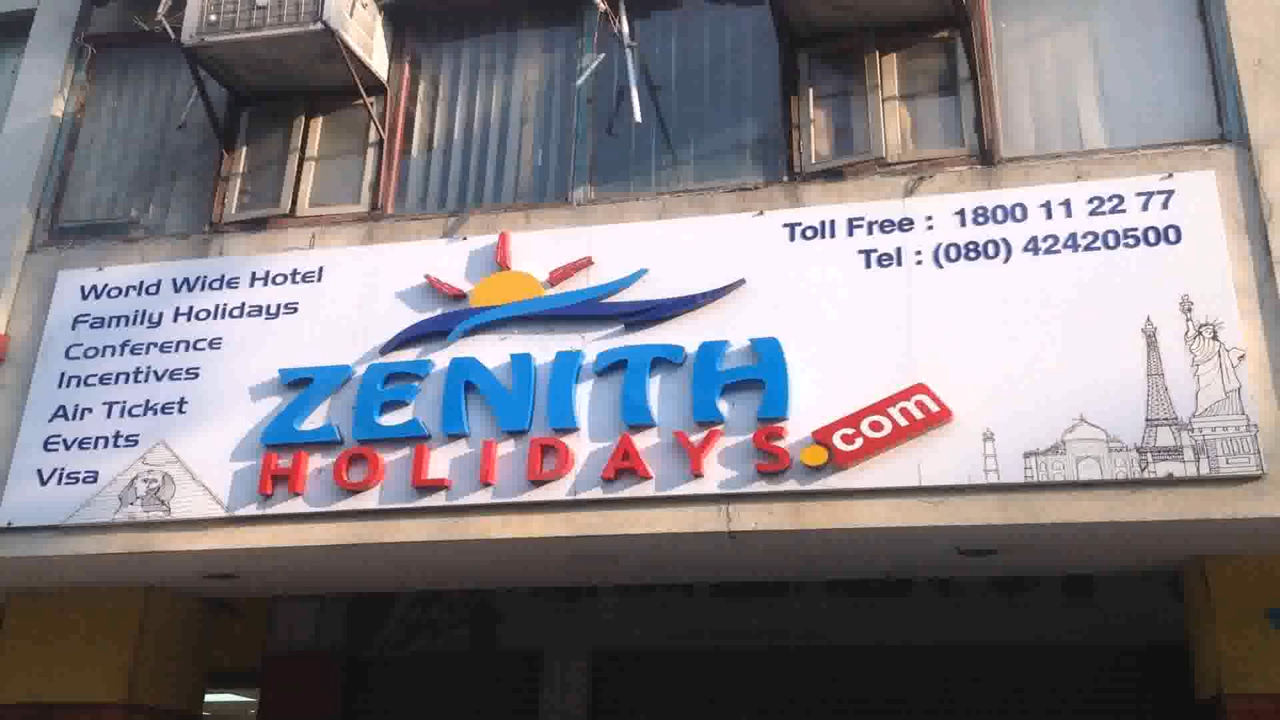 World Wide Hotel
Family Holidays
Conference
Incentives
Air Ticket
Events
Visa
ZENITH
HOLIDAYS.com
Toll Free : 1800 11 22 77
Tel : (080) 42420500